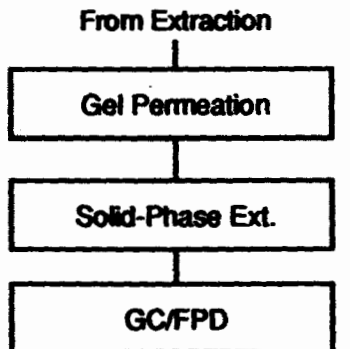 From Extraction
Gel Permeation
Solid-Phase Ext.
GC/FPD